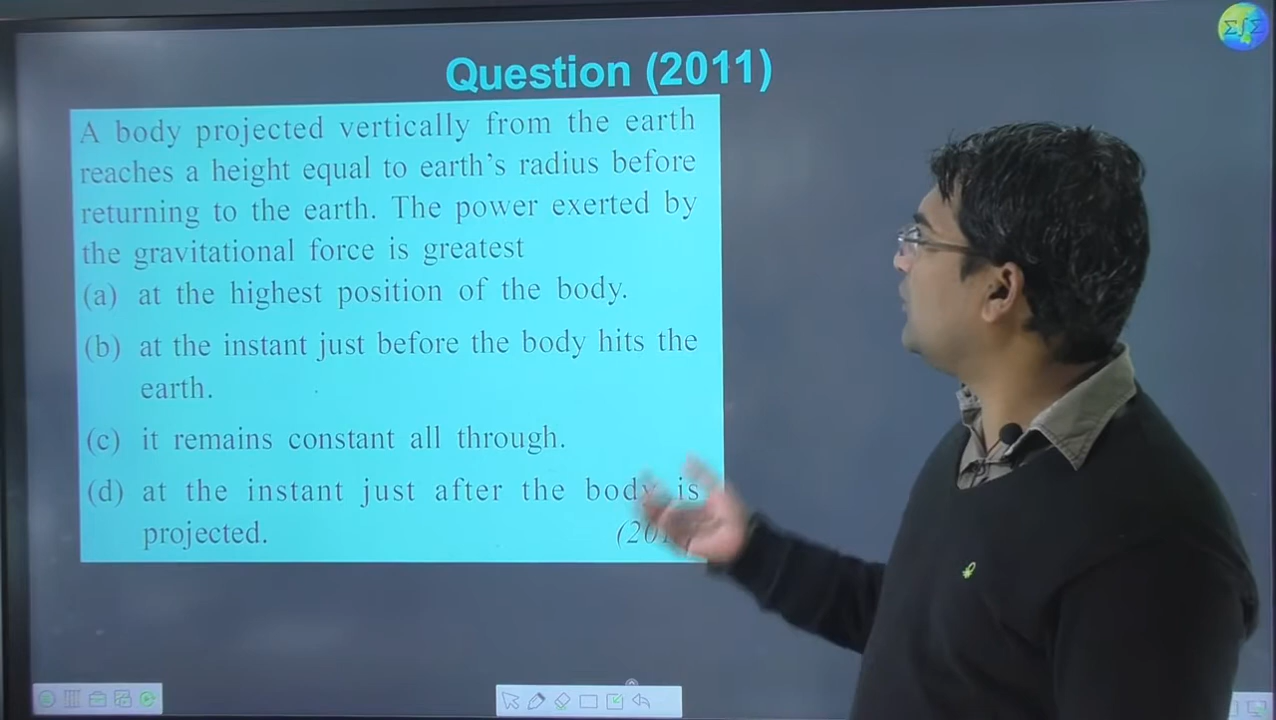 Question (2011)
A body projected vertically from the earth
reaches a height equal to earth's radius before
returning to the earth. The power exerted by
the gravitational force is greatest
(a) at the highest position of the body.
(b) at the instant just before the body hits the
earth.
(c) it remains constant all through.
(d) at the instant just after the body is
projected.
ΣʃΣ